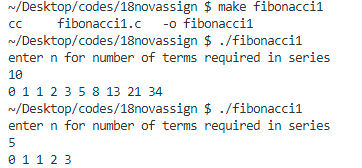 ~/Desktop/codes/18novassign $ make fibonacci1
cc     fibonacci1.c   -o fibonacci1
~/Desktop/codes/18novassign $ ./fibonacci1
enter n for number of terms required in series
10
0 1 1 2 3 5 8 13 21 34
~/Desktop/codes/18novassign $ ./fibonacci1
enter n for number of terms required in series
5
0 1 1 2 3